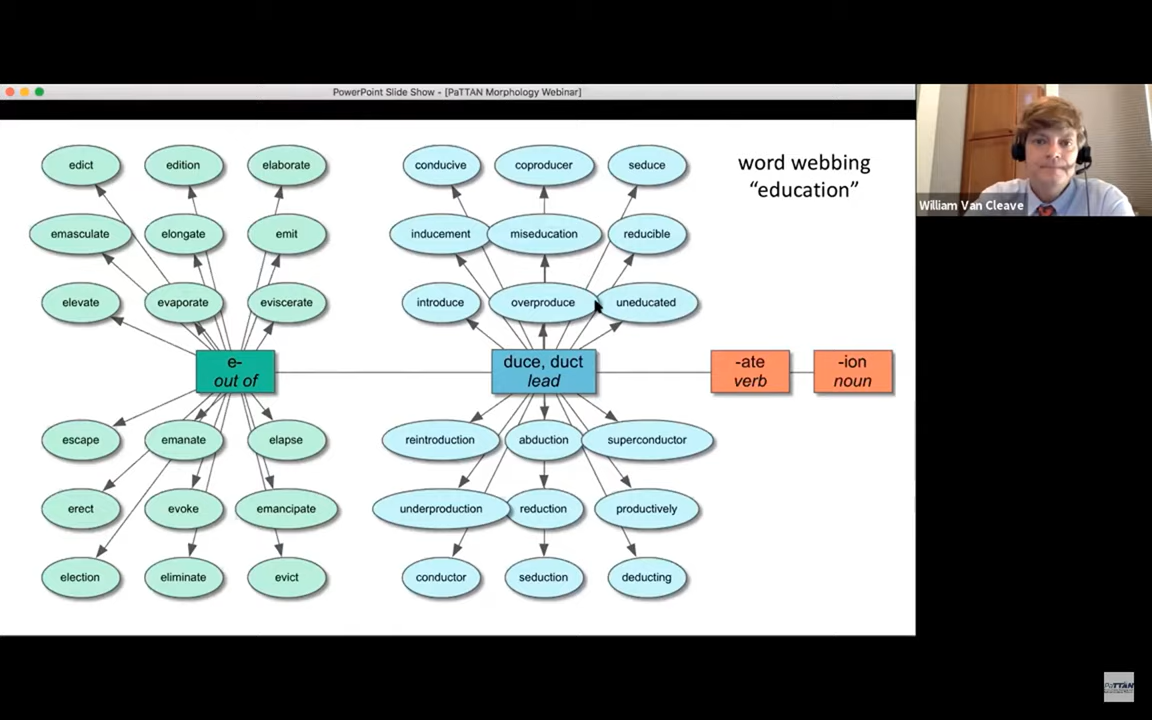 PowerPoint Slide Show - [PaTTAN Morphology Webinar]
word webbing
"education"
William Van Cleave
edict
edition
elaborate
emasculate
elongate
emit
elevate
evaporate
eviscerate
e-
out of
escape
emanate
elapse
erect
evoke
emancipate
election
eliminate
evict
conducive
coproducer
seduce
inducement
miseducation
reducible
introduce
overproduce
uneducated
duce, duct
lead
reintroduction
abduction
superconductor
underproduction
reduction
productively
conductor
seduction
deducting
-ate
verb
-ion
noun
PaTTAN